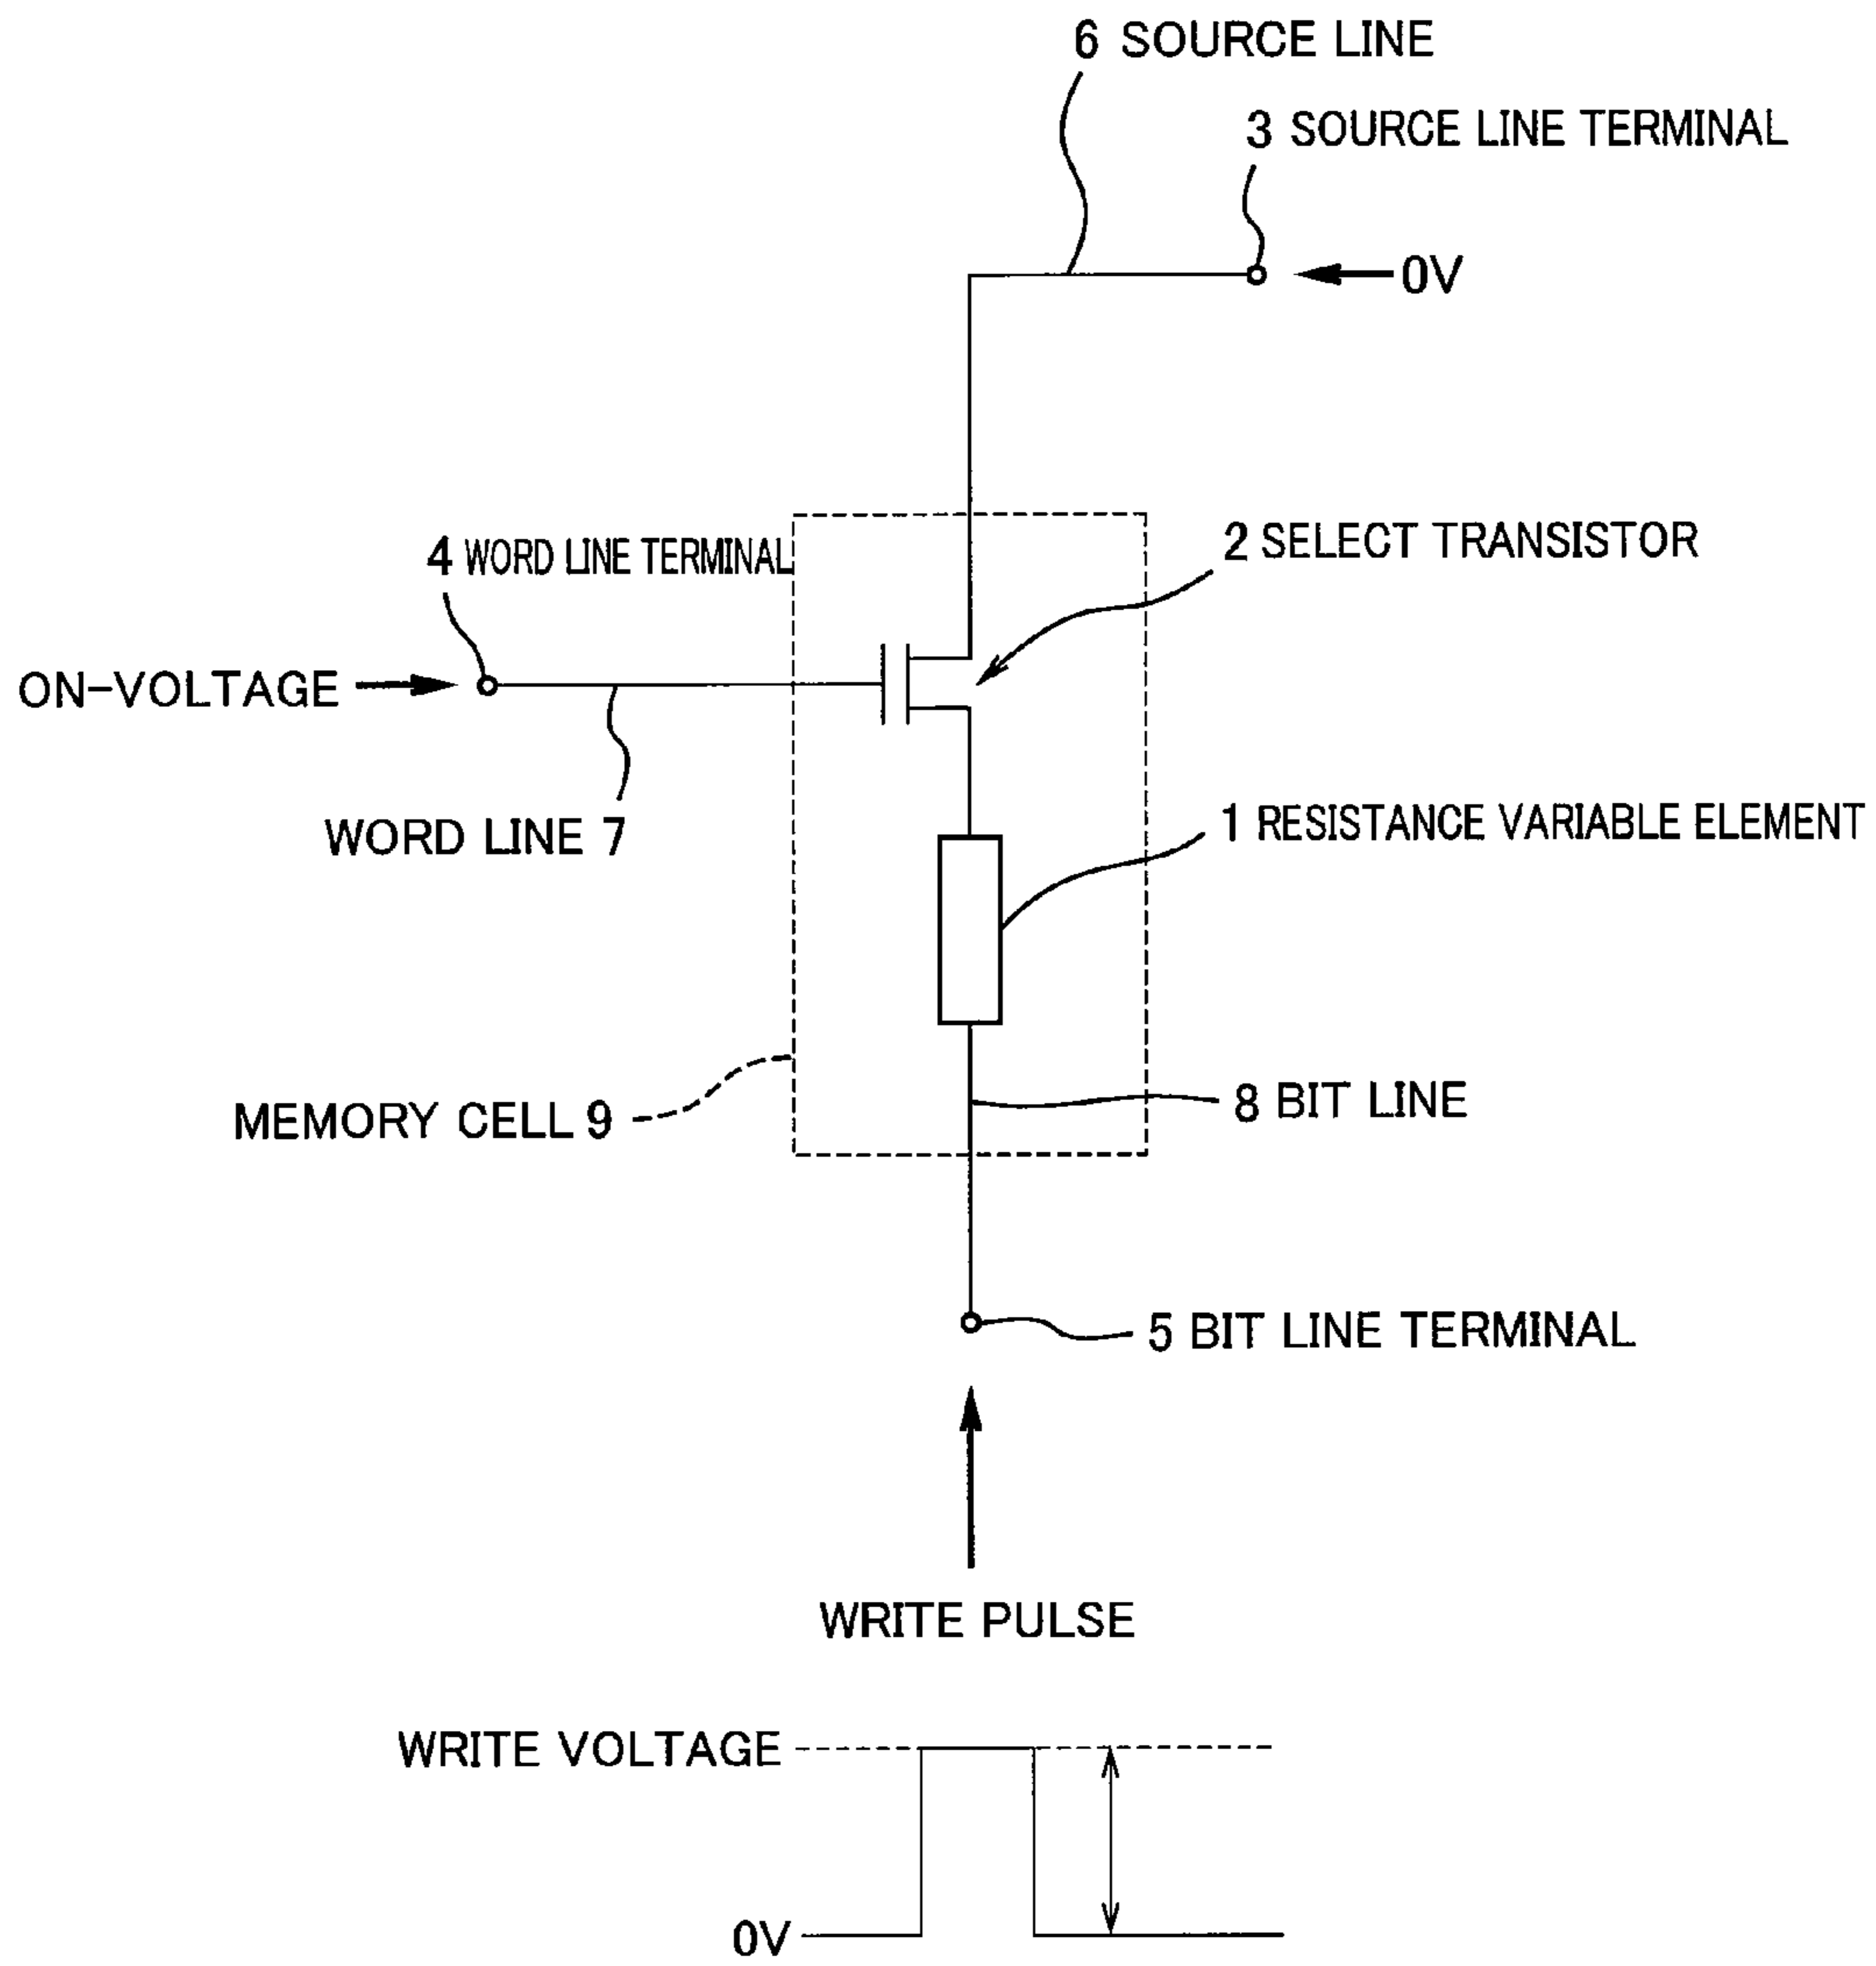 6 SOURCE LINE
3 SOURCE LINE TERMINAL
0V
2 SELECT TRANSISTOR
4 WORD LINE TERMINAL
ON-VOLTAGE
1 RESISTANCE VARIABLE ELEMENT
WORD LINE 7
8 BIT LINE
MEMORY CELL 9
5 BIT LINE TERMINAL
WRITE PULSE
WRITE VOLTAGE
0V